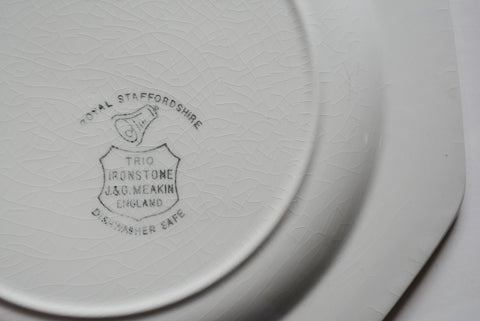 ROYAL STAFFORDSHIRE
TRIO
IRONSTONE
J.&G. MEAKIN
ENGLAND
DISHWASHER SAFE